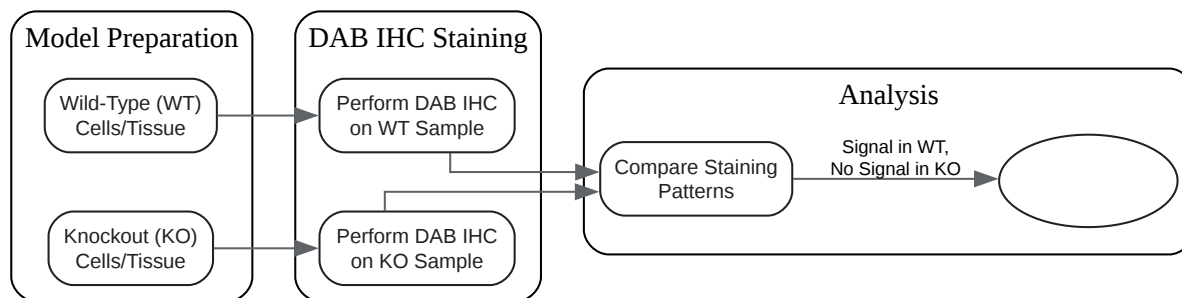 Model Preparation
Wild-Type (WT)
Cells/Tissue
Knockout (KO)
Cells/Tissue
DAB IHC Staining
Perform DAB IHC
on WT Sample
Perform DAB IHC
on KO Sample
Analysis
Compare Staining
Patterns
Signal in WT,
No Signal in KO